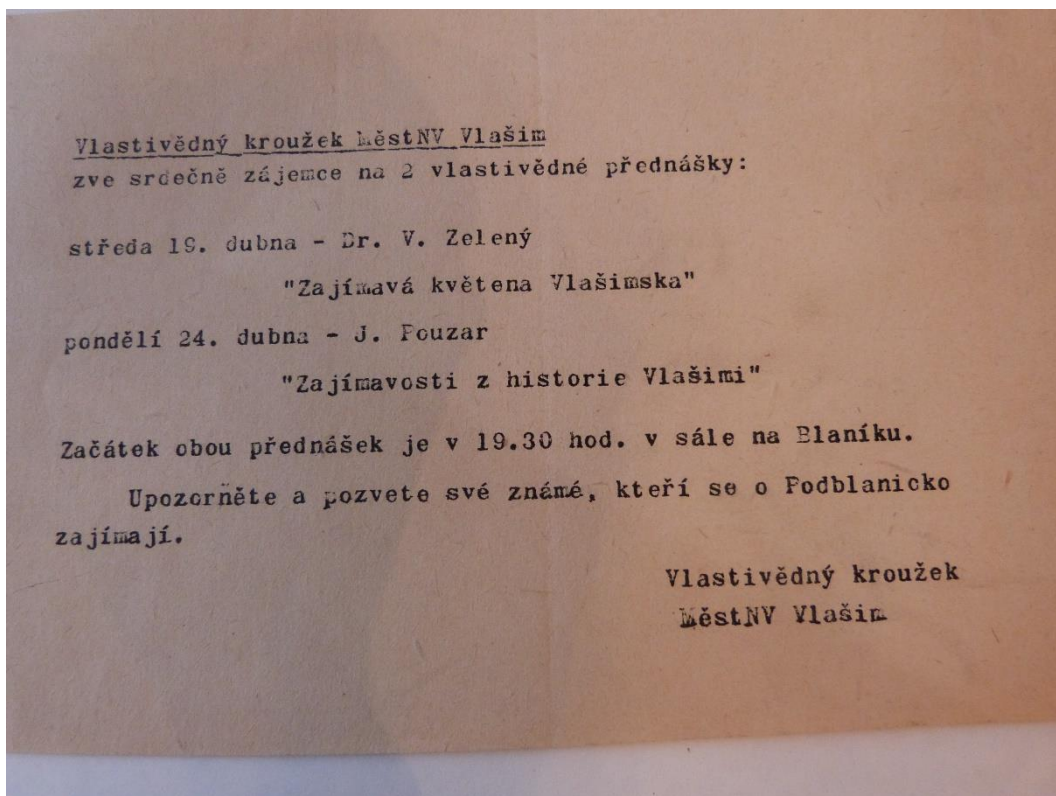 Vlastivědný kroužek MěstNV Vlašim
zve srdečně zájemce na 2 vlastivědné přednášky:
středa 19. dubna - Dr. V. Zelený
"Zajímavá květena Vlašimska"
pondělí 24. dubna - J. Pouzar
"Zajímavosti z historie Vlašimi"
Začátek obou přednášek je v 19.30 hod. v sále na Blaníku.
Upozorněte a pozvete své známé, kteří se o Podblanicko
zajímají.
Vlastivědný kroužek
MěstNV Vlašim